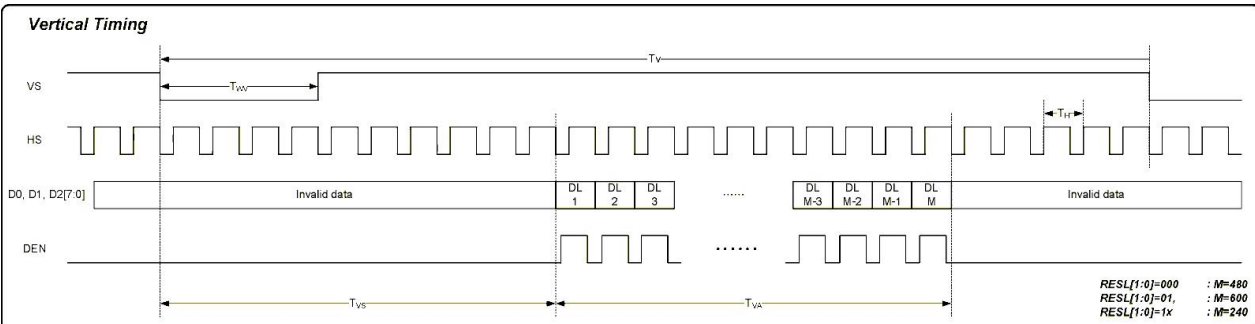 Vertical Timing
TV
VS
TWV
HS
TH
D0, D1, D2[7:0]
Invalid data
DL 1
DL 2
DL 3
......
DL M-3
DL M-2
DL M-1
DL M
Invalid data
DEN
......
TVS
TVA
RESL[1:0]=000 : M=480
RESL[1:0]=01, : M=600
RESL[1:0]=1x : M=240